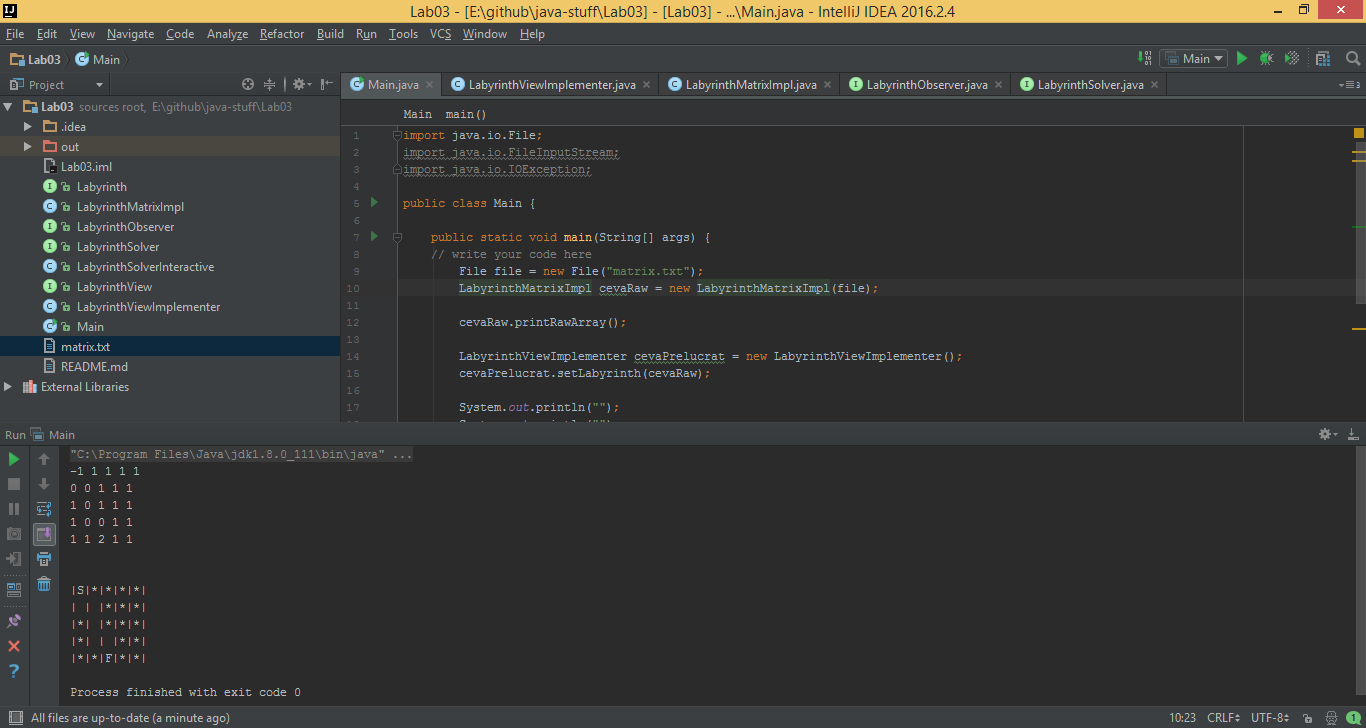 Lab03 - [E:\github\java-stuff\Lab03] - [Lab03] - ...\Main.java - IntelliJ IDEA 2016.2.4
File Edit View Navigate Code Analyze Refactor Build Run Tools VCS Window Help
Lab03 Main
Main
Project
Main.java LabyrinthViewImplementer.java LabyrinthMatrixImpl.java LabyrinthObserver.java LabyrinthSolver.java
Lab03 sources root, E:\github\java-stuff\Lab03
.idea
out
Lab03.iml
Labyrinth
LabyrinthMatrixImpl
LabyrinthObserver
LabyrinthSolver
LabyrinthSolverInteractive
LabyrinthView
LabyrinthViewImplementer
Main
matrix.txt
README.md
External Libraries
Main main()
1 import java.io.File;
2 import java.io.FileInputStream;
3 import java.io.IOException;
4
5 public class Main {
6
7 public static void main(String[] args) {
8 // write your code here
9 File file = new File("matrix.txt");
10 LabyrinthMatrixImpl cevaRaw = new LabyrinthMatrixImpl(file);
11
12 cevaRaw.printRawArray();
13
14 LabyrinthViewImplementer cevaPrelucrat = new LabyrinthViewImplementer();
15 cevaPrelucrat.setLabyrinth(cevaRaw);
16
17 System.out.println("");
Run Main
"C:\Program Files\Java\jdk1.8.0_111\bin\java" ...
-1 1 1 1 1
0 0 1 1 1
1 0 1 1 1
1 0 0 1 1
1 1 2 1 1
|S|*|*|*|*|
| | |*|*|*|
|*| |*|*|*|
|*| | |*|*|
|*|*|F|*|*|
Process finished with exit code 0
All files are up-to-date (a minute ago)
10:23 CRLF UTF-8 1